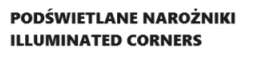 PODŚWIETLANE NAROŻNIKI
ILLUMINATED CORNERS